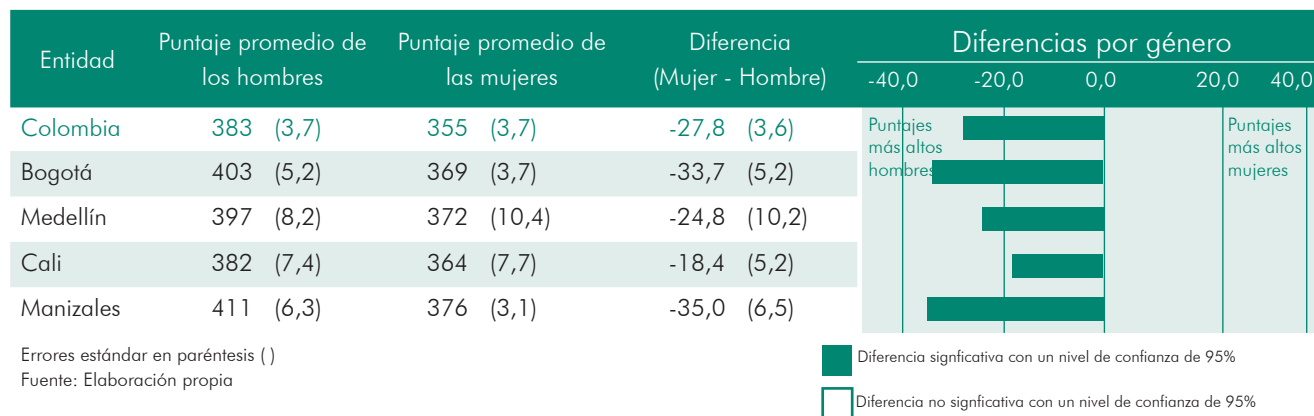 Entidad
Puntaje promedio de
los hombres
Puntaje promedio de
las mujeres
Diferencia
(Mujer - Hombre)
Diferencias por género
-40,0 -20,0 0,0 20,0 40,0
Colombia 383 (3,7) 355 (3,7) -27,8 (3,6)
Bogotá 403 (5,2) 369 (3,7) -33,7 (5,2)
Medellín 397 (8,2) 372 (10,4) -24,8 (10,2)
Cali 382 (7,4) 364 (7,7) -18,4 (5,2)
Manizales 411 (6,3) 376 (3,1) -35,0 (6,5)
Puntajes
más altos
hombres
Puntajes
más altos
mujeres
Errores estándar en paréntesis ( )
Fuente: Elaboración propia
Diferencia signficativa con un nivel de confianza de 95%
Diferencia no signficativa con un nivel de confianza de 95%